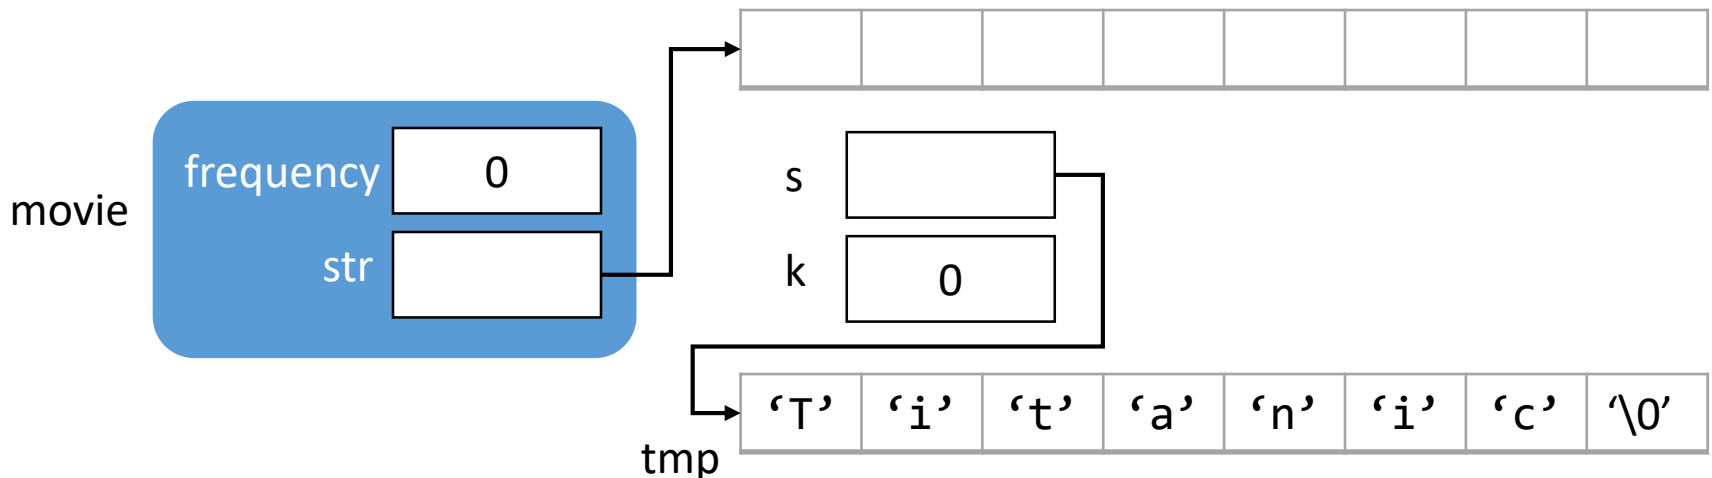 frequency 0
movie
str
s
k 0
‘T’ ‘i’ ‘t’ ‘a’ ‘n’ ‘i’ ‘c’ ‘\0’
tmp